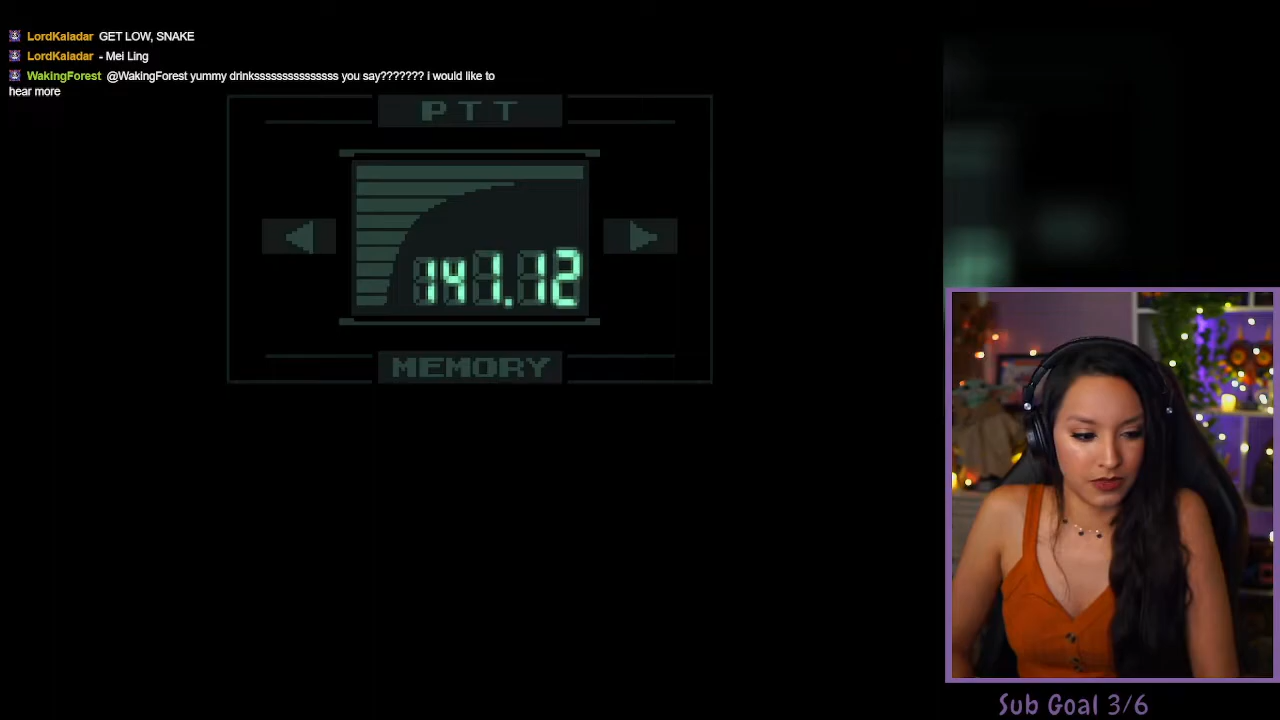 LordKaladar GET LOW, SNAKE
LordKaladar - Mei Ling
WakingForest @WakingForest yummy drinksssssssssssssss you say??????? i would like to
hear more
PTT
141.12
MEMORY
Sub Goal 3/6